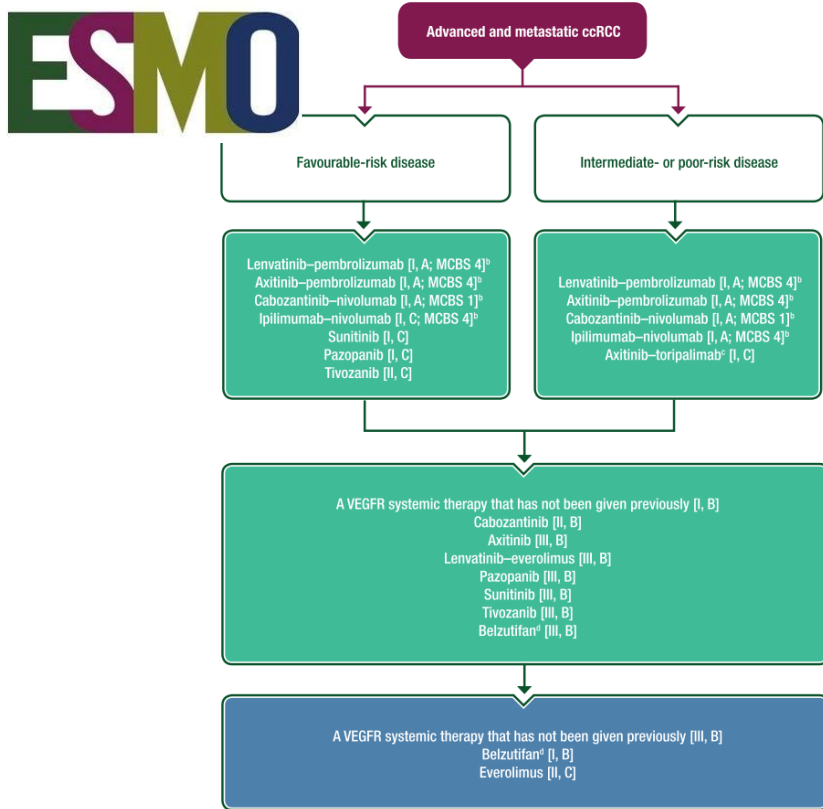 ESMO
Advanced and metastatic ccRCC
Favourable-risk disease
Intermediate- or poor-risk disease
Lenvatinib–pembrolizumab [I, A; MCBS 4]ᵇ
Axitinib–pembrolizumab [I, A; MCBS 4]ᵇ
Cabozantinib–nivolumab [I, A; MCBS 1]ᵇ
Ipilimumab–nivolumab [I, C; MCBS 4]ᵇ
Sunitinib [I, C]
Pazopanib [I, C]
Tivozanib [II, C]
Lenvatinib–pembrolizumab [I, A; MCBS 4]ᵇ
Axitinib–pembrolizumab [I, A; MCBS 4]ᵇ
Cabozantinib–nivolumab [I, A; MCBS 1]ᵇ
Ipilimumab–nivolumab [I, A; MCBS 4]ᵇ
Axitinib–toripalimabᶜ [I, C]
A VEGFR systemic therapy that has not been given previously [I, B]
Cabozantinib [II, B]
Axitinib [III, B]
Lenvatinib–everolimus [III, B]
Pazopanib [III, B]
Sunitinib [III, B]
Tivozanib [III, B]
Belzutifanᵈ [III, B]
A VEGFR systemic therapy that has not been given previously [III, B]
Belzutifanᵈ [I, B]
Everolimus [II, C]